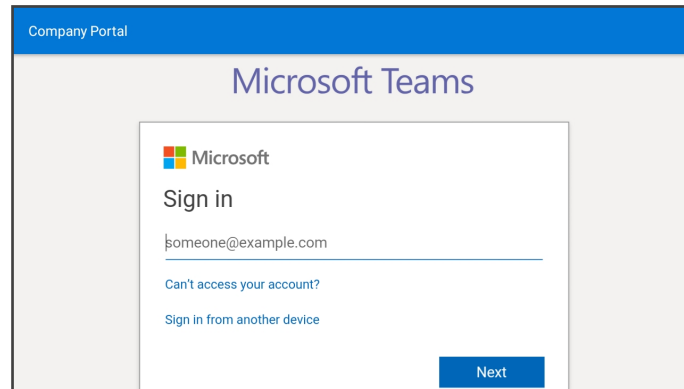 Company Portal
Microsoft Teams
Microsoft
Sign in
someone@example.com
Can't access your account?
Sign in from another device
Next